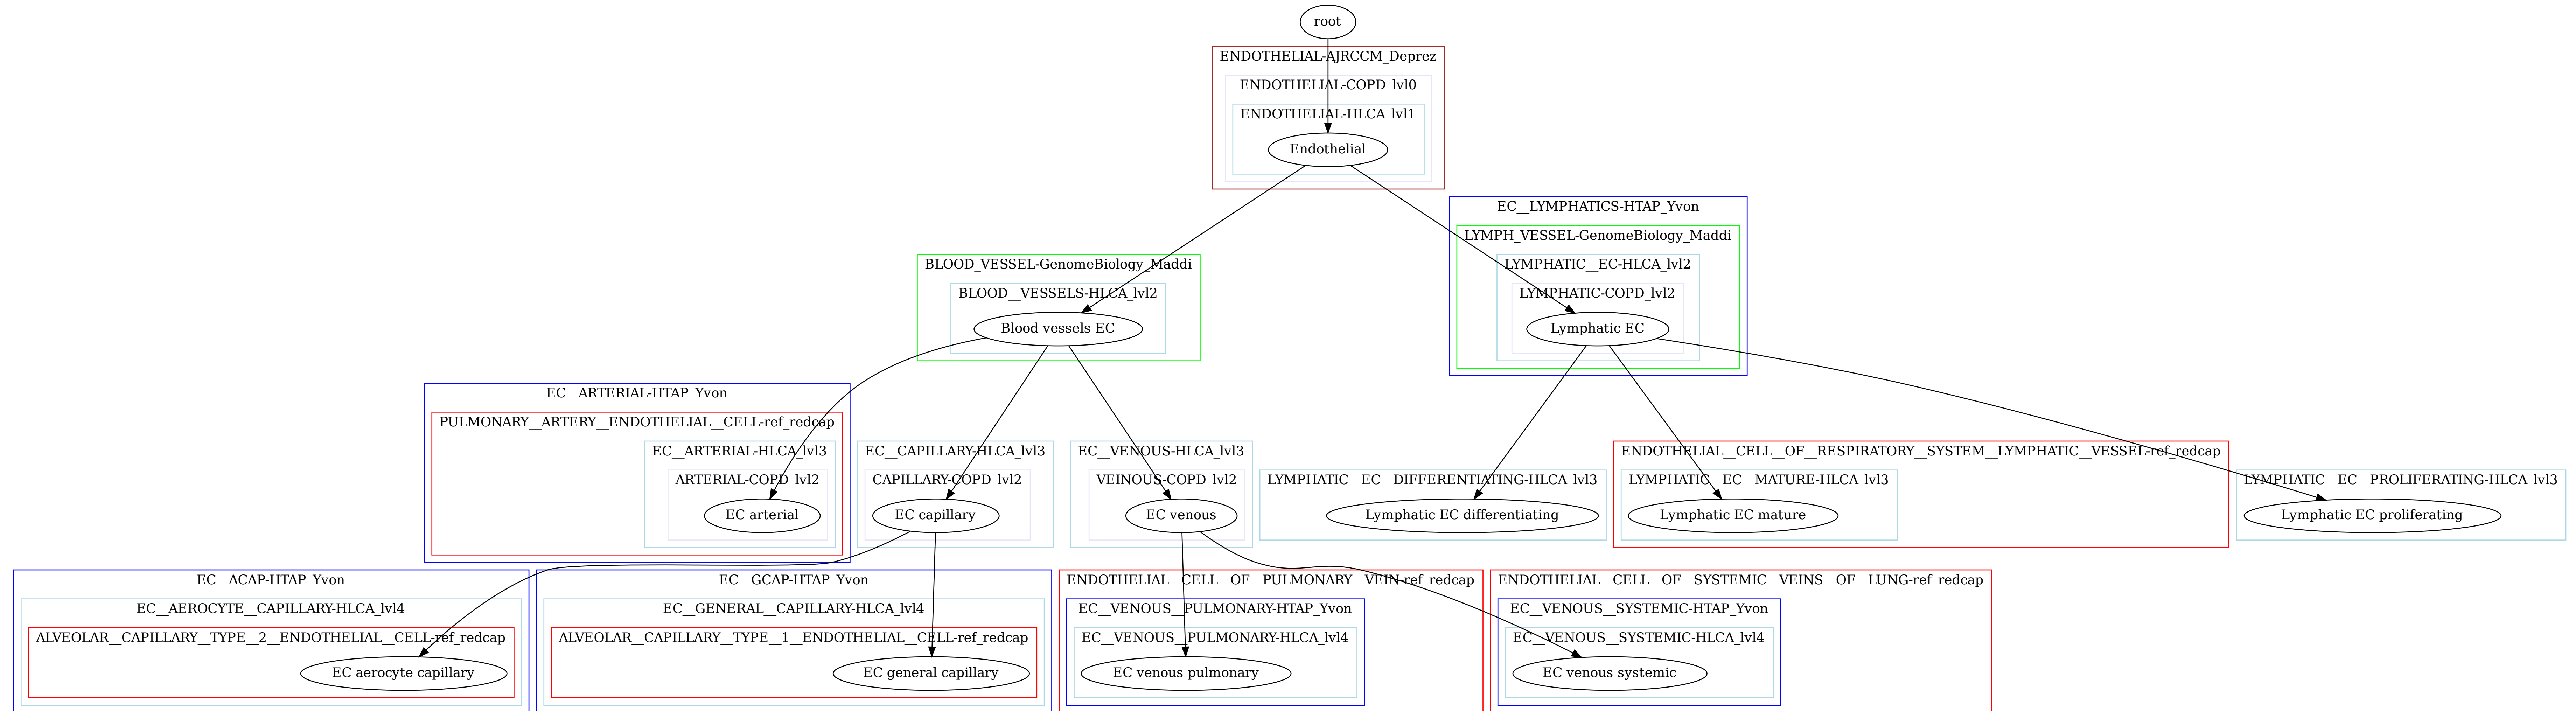 root
ENDOTHELIAL-AJRCCM_Deprez
ENDOTHELIAL-COPD_lvl0
ENDOTHELIAL-HLCA_lvl1
Endothelial
EC__LYMPHATICS-HTAP_Yvon
LYMPH_VESSEL-GenomeBiology_Maddi
BLOOD_VESSEL-GenomeBiology_Maddi
LYMPHATIC__EC-HLCA_lvl2
BLOOD__VESSELS-HLCA_lvl2
LYMPHATIC-COPD_lvl2
Blood vessels EC
Lymphatic EC
EC__ARTERIAL-HTAP_Yvon
PULMONARY__ARTERY__ENDOTHELIAL__CELL-ref_redcap
EC__ARTERIAL-HLCA_lvl3
EC__CAPILLARY-HLCA_lvl3
EC__VENOUS-HLCA_lvl3
ENDOTHELIAL__CELL__OF__RESPIRATORY__SYSTEM__LYMPHATIC__VESSEL-ref_redcap
ARTERIAL-COPD_lvl2
CAPILLARY-COPD_lvl2
VEINOUS-COPD_lvl2
LYMPHATIC__EC__DIFFERENTIATING-HLCA_lvl3
LYMPHATIC__EC__MATURE-HLCA_lvl3
LYMPHATIC__EC__PROLIFERATING-HLCA_lvl3
EC arterial
EC capillary
EC venous
Lymphatic EC differentiating
Lymphatic EC mature
Lymphatic EC proliferating
EC__ACAP-HTAP_Yvon
EC__GCAP-HTAP_Yvon
ENDOTHELIAL__CELL__OF__PULMONARY__VEIN-ref_redcap
ENDOTHELIAL__CELL__OF__SYSTEMIC__VEINS__OF__LUNG-ref_redcap
EC__AEROCYTE__CAPILLARY-HLCA_lvl4
EC__GENERAL__CAPILLARY-HLCA_lvl4
EC__VENOUS__PULMONARY-HTAP_Yvon
EC__VENOUS__SYSTEMIC-HTAP_Yvon
ALVEOLAR__CAPILLARY__TYPE__2__ENDOTHELIAL__CELL-ref_redcap
ALVEOLAR__CAPILLARY__TYPE__1__ENDOTHELIAL__CELL-ref_redcap
EC__VENOUS__PULMONARY-HLCA_lvl4
EC__VENOUS__SYSTEMIC-HLCA_lvl4
EC aerocyte capillary
EC general capillary
EC venous pulmonary
EC venous systemic